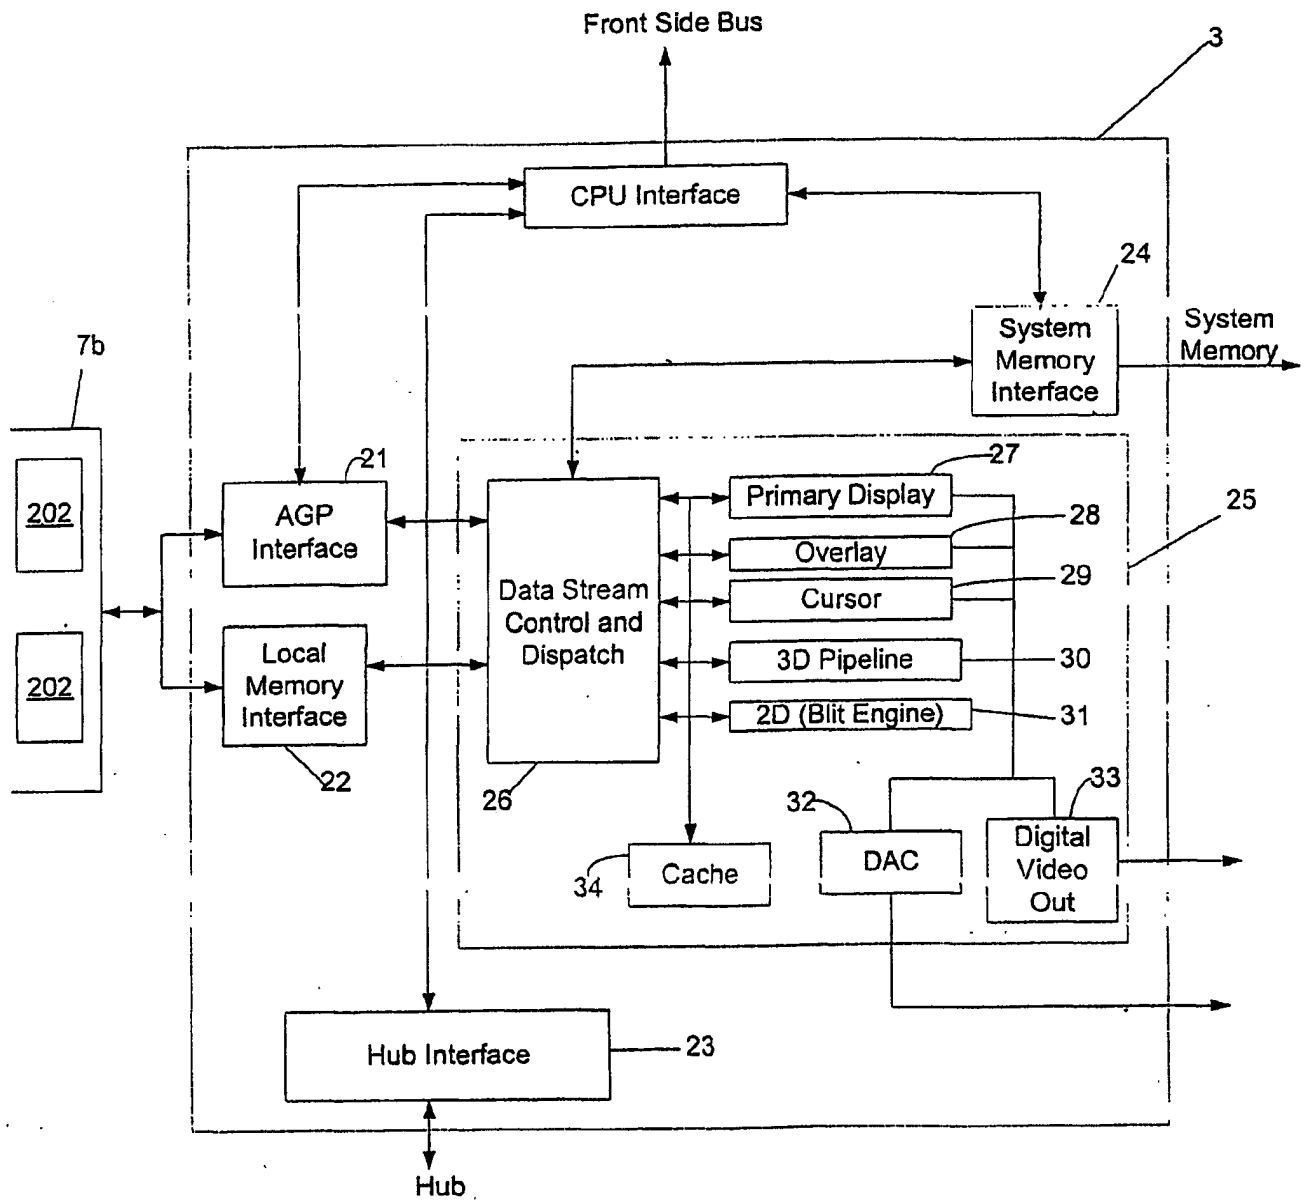 Front Side Bus
3
CPU Interface
24
System
Memory
Interface
System
Memory
7b
202
202
21
AGP
Interface
Local
Memory
Interface
22
27
Primary Display
28
Overlay
29
Cursor
3D Pipeline
30
2D (Blit Engine)
31
25
Data Stream
Control and
Dispatch
26
32
DAC
33
Digital
Video
Out
34
Cache
Hub Interface
23
Hub